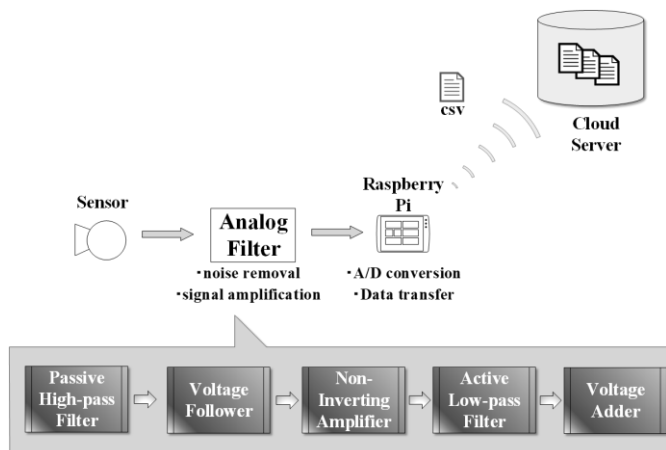 csv
Cloud
Server
Sensor
Analog
Filter
・noise removal
・signal amplification
Raspberry
Pi
・A/D conversion
・Data transfer
Passive
High-pass
Filter
Voltage
Follower
Non-
Inverting
Amplifier
Active
Low-pass
Filter
Voltage
Adder